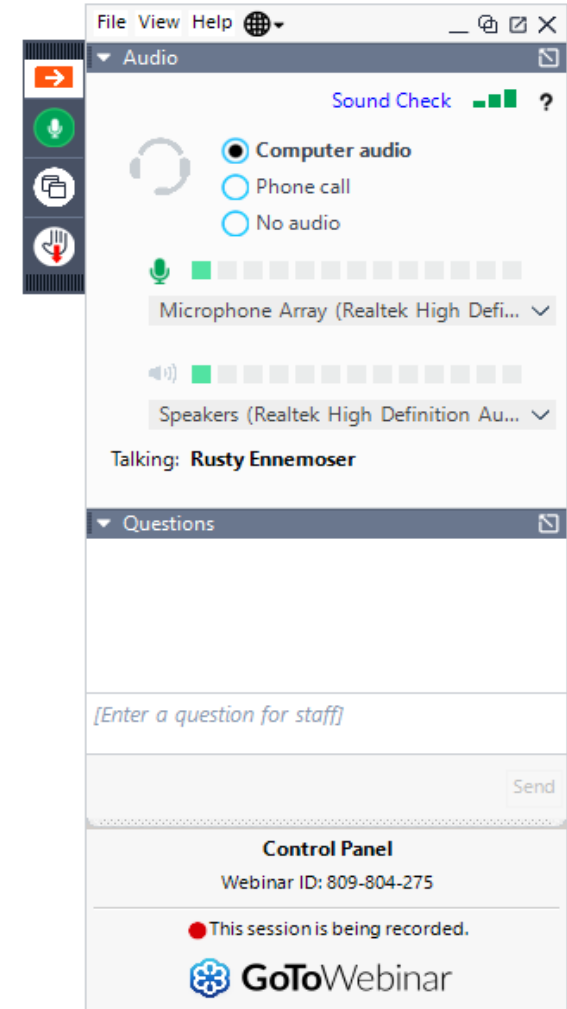 File View Help
Audio
Sound Check ?
Computer audio
Phone call
No audio
Microphone Array (Realtek High Defi...
Speakers (Realtek High Definition Au...
Talking: Rusty Ennemoser
Questions
[Enter a question for staff]
Send
Control Panel
Webinar ID: 809-804-275
This session is being recorded.
GoToWebinar